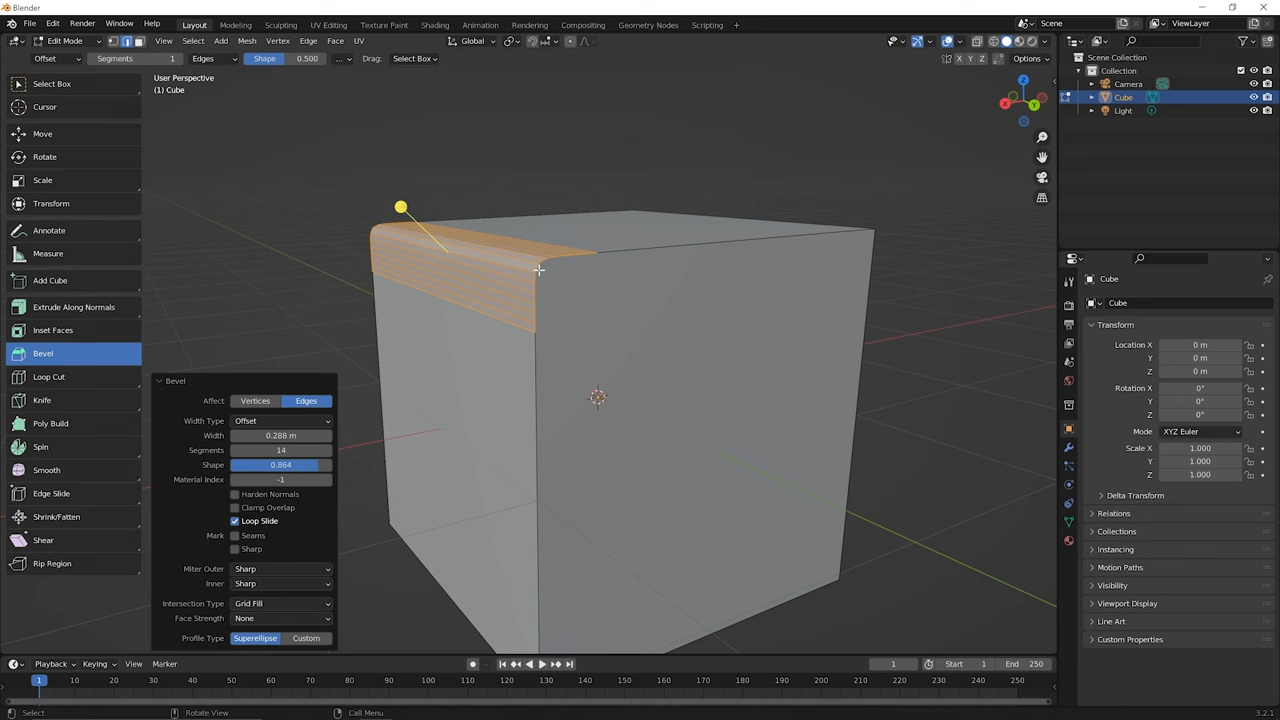 Blender
File Edit Render Window Help Layout Modeling Sculpting UV Editing Texture Paint Shading Animation Rendering Compositing Geometry Nodes Scripting + Scene ViewLayer
Edit Mode View Select Add Mesh Vertex Edge Face UV Global
Offset Segments 1 Edges Shape 0.500 ... Drag: Select Box X Y Z Options
User Perspective
(1) Cube
Z
X
Y
Select Box
Cursor
Move
Rotate
Scale
Transform
Annotate
Measure
Add Cube
Extrude Along Normals
Inset Faces
Bevel
Loop Cut
Knife
Poly Build
Spin
Smooth
Edge Slide
Shrink/Fatten
Shear
Rip Region
Bevel
Affect Vertices Edges
Width Type Offset
Width 0.288 m
Segments 14
Shape 0.864
Material Index -1
Harden Normals
Clamp Overlap
Loop Slide
Mark Seams
Sharp
Miter Outer Sharp
Inner Sharp
Intersection Type Grid Fill
Face Strength None
Profile Type Superellipse Custom
Scene Collection
Collection
Camera
Cube
Light
Cube
Cube
Transform
Location X 0 m
Y 0 m
Z 0 m
Rotation X 0°
Y 0°
Z 0°
Mode XYZ Euler
Scale X 1.000
Y 1.000
Z 1.000
Delta Transform
Relations
Collections
Instancing
Motion Paths
Visibility
Viewport Display
Line Art
Custom Properties
Playback Keying View Marker 1 Start 1 End 250
1 10 20 30 40 50 60 70 80 90 100 110 120 130 140 150 160 170 180 190 200 210 220 230 240 250
Select Rotate View Call Menu 3.2.1